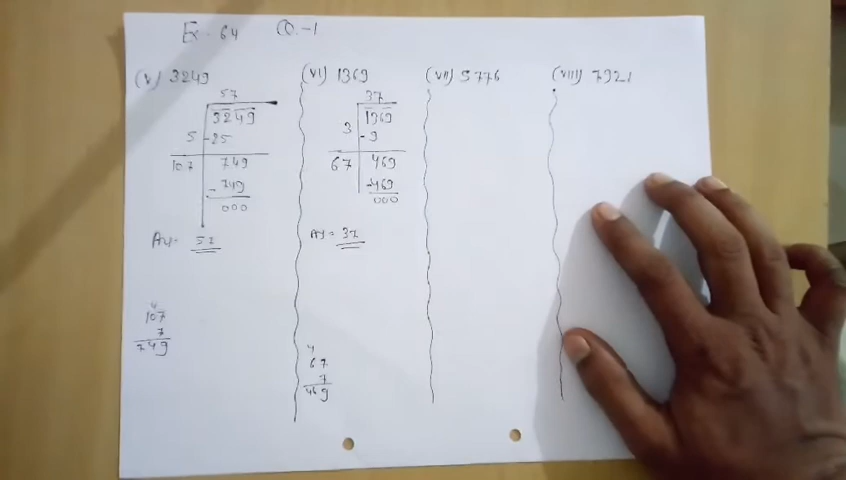 Ex - 64 Q.-1
(V) 3249
57
3249
5 -25
107 749
- 749
000
Ans- 57
4
107
7
749
(VI) 1369
37
1369
3 -9
67 469
-469
000
Ans- 37
4
67
7
469
(VII) 5776
(VIII) 7921